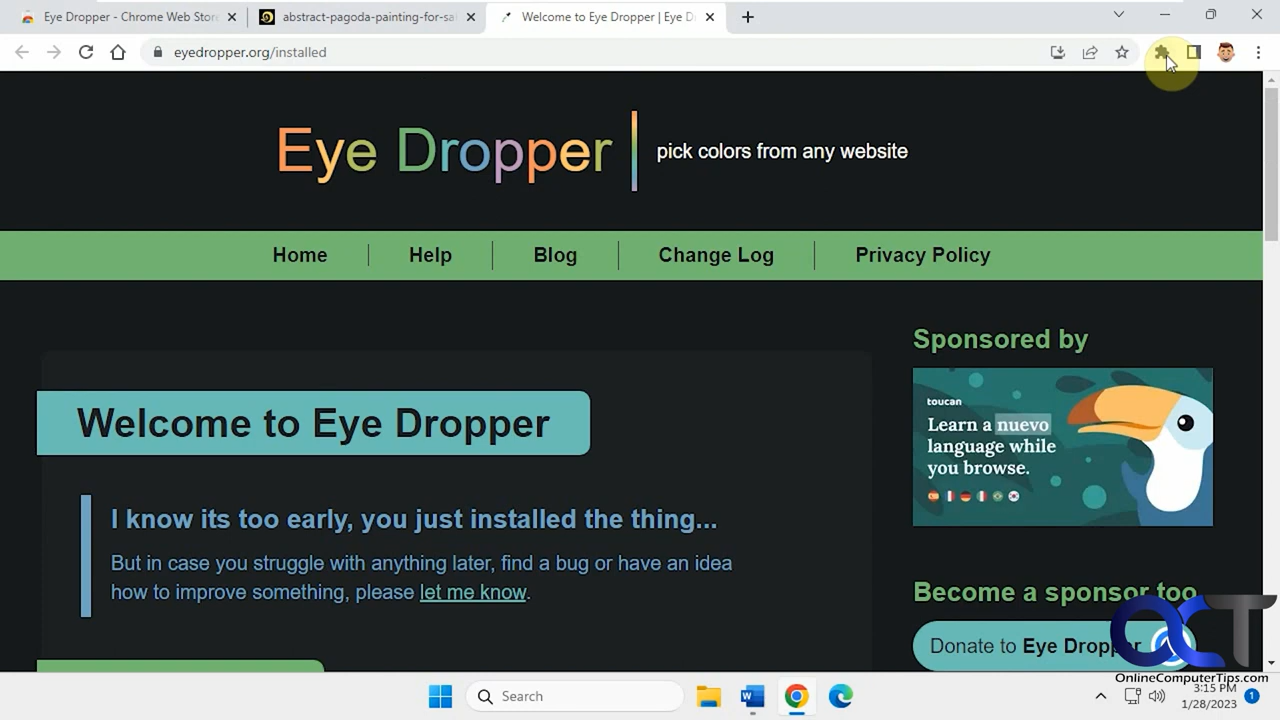 Eye Dropper - Chrome Web Store
abstract-pagoda-painting-for-sal
Welcome to Eye Dropper | Eye D
eyedropper.org/installed
Eye Dropper
pick colors from any website
Home
Help
Blog
Change Log
Privacy Policy
Welcome to Eye Dropper
I know its too early, you just installed the thing...
But in case you struggle with anything later, find a bug or have an idea
how to improve something, please let me know.
Sponsored by
toucan
Learn a nuevo
language while
you browse.
Become a sponsor too
Donate to Eye Dropper
OCT
OnlineComputerTips.com
Search
3:15 PM
1/28/2023
1